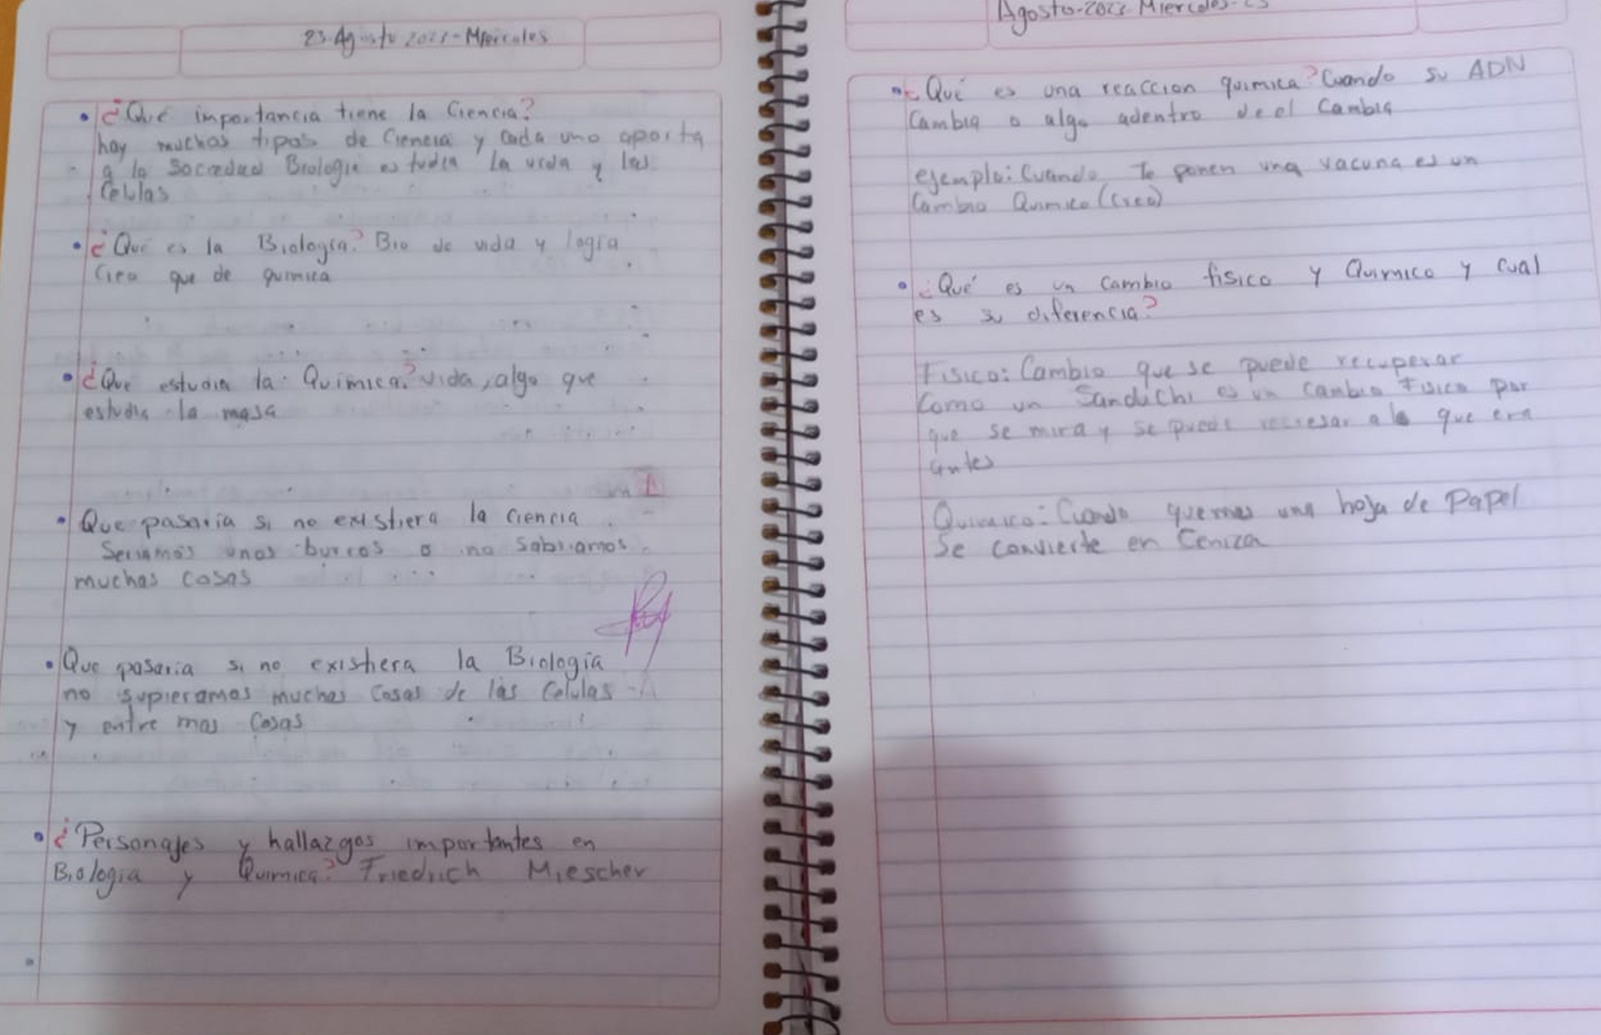 23 Agosto 2023-Miercoles
• ¿Qué importancia tiene la Ciencia?
hay muchos tipos de Ciencia y cada uno aporta
a la Sociedad Biologia estudia la vida y las
Celulas
• ¿Que es la Biología? Bio de vida y logía
Creo que de quimica
• ¿Que estudia la Quimica? vida, algo que
estudia la masa
• Que pasaria si no existiera la ciencia
Seriamos unos burros o no Sabriamos
muchas cosas
• Que pasaria si no existiera la Biología
no supieramos muchas Cosas de las Celulas
y entre mas Cosas
• ¿Personajes y hallazgos importantes en
Biologia y Quimica? Friedrich Miescher
Agosto-2023 Miercoles-23
• ¿Qué es una reaccion quimica? Cuando su ADN
Cambia o algo adentro de el Cambia
ejemplo: Cuando Te ponen una vacuna es un
Cambio Quimico (creo)
• ¿Qué es un Cambio fisico y Quimico y cual
es su diferencia?
Fisico: Cambio que se puede recuperar
Como un Sandwchi es un Cambio Fisico por
que se mira y se puede regresar a lo que era
antes
Quimico: Cuando quemas una hoja de Papel
Se convierte en Ceniza